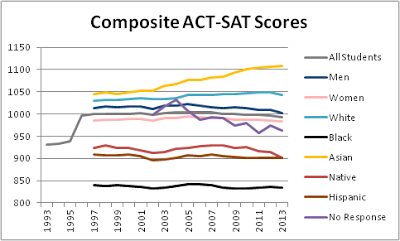 Composite ACT-SAT Scores
1150
1100
1050
1000
950
900
850
800
1993
1995
1997
1999
2001
2003
2005
2007
2009
2011
2013
All Students
Men
Women
White
Black
Asian
Native
Hispanic
No Response